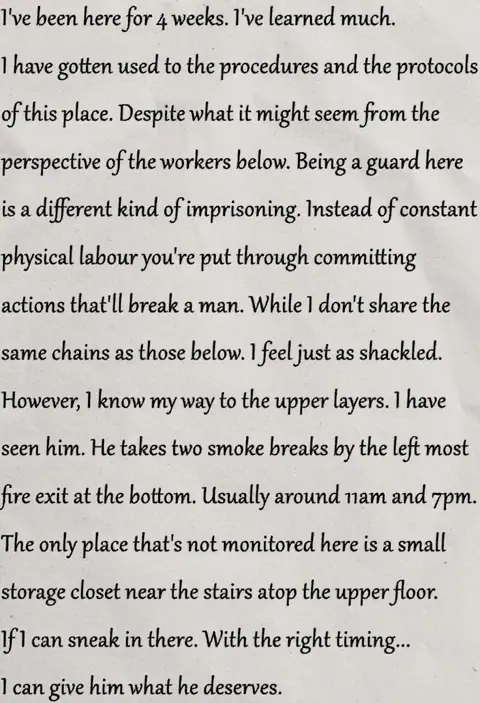 I've been here for 4 weeks. I've learned much.
I have gotten used to the procedures and the protocols
of this place. Despite what it might seem from the
perspective of the workers below. Being a guard here
is a different kind of imprisoning. Instead of constant
physical labour you're put through committing
actions that'll break a man. While I don't share the
same chains as those below. I feel just as shackled.
However, I know my way to the upper layers. I have
seen him. He takes two smoke breaks by the left most
fire exit at the bottom. Usually around 11am and 7pm.
The only place that's not monitored here is a small
storage closet near the stairs atop the upper floor.
If I can sneak in there. With the right timing...
I can give him what he deserves.